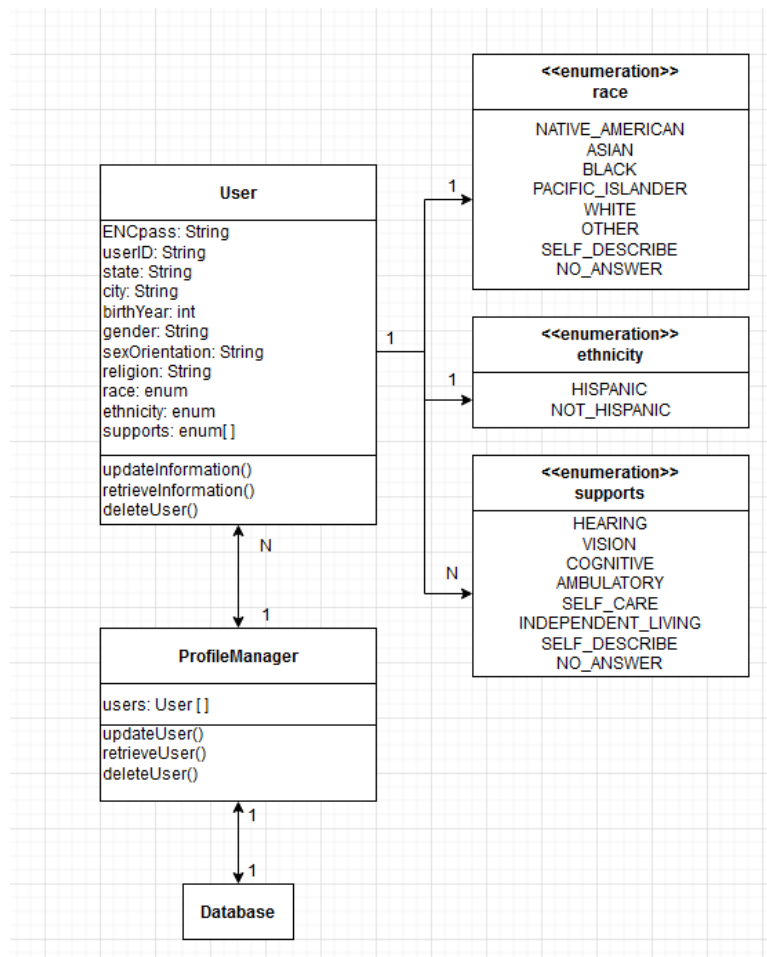 User
ENCpass: String
userID: String
state: String
city: String
birthYear: int
gender: String
sexOrientation: String
religion: String
race: enum
ethnicity: enum
supports: enum[ ]
updateInformation()
retrieveInformation()
deleteUser()
1
1
<<enumeration>>
race
NATIVE_AMERICAN
ASIAN
BLACK
PACIFIC_ISLANDER
WHITE
OTHER
SELF_DESCRIBE
NO_ANSWER
1
<<enumeration>>
ethnicity
HISPANIC
NOT_HISPANIC
N
<<enumeration>>
supports
HEARING
VISION
COGNITIVE
AMBULATORY
SELF_CARE
INDEPENDENT_LIVING
SELF_DESCRIBE
NO_ANSWER
N
1
ProfileManager
users: User [ ]
updateUser()
retrieveUser()
deleteUser()
1
1
Database